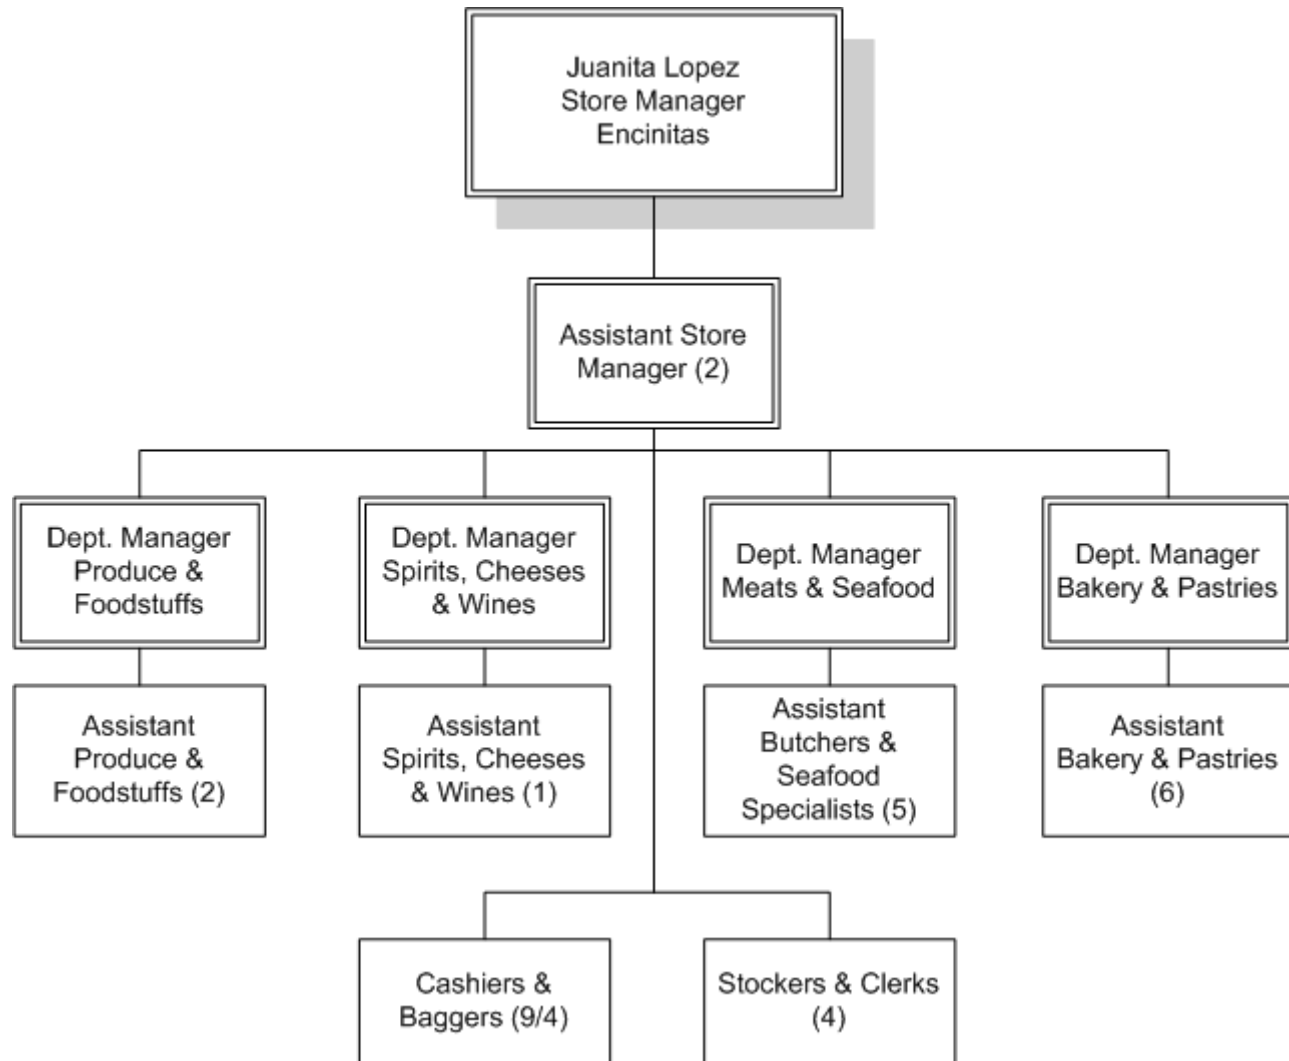 Juanita Lopez
Store Manager
Encinitas
Assistant Store
Manager (2)
Dept. Manager
Produce &
Foodstuffs
Dept. Manager
Spirits, Cheeses
& Wines
Dept. Manager
Meats & Seafood
Dept. Manager
Bakery & Pastries
Assistant
Produce &
Foodstuffs (2)
Assistant
Spirits, Cheeses
& Wines (1)
Assistant
Butchers &
Seafood
Specialists (5)
Assistant
Bakery & Pastries
(6)
Cashiers &
Baggers (9/4)
Stockers & Clerks
(4)